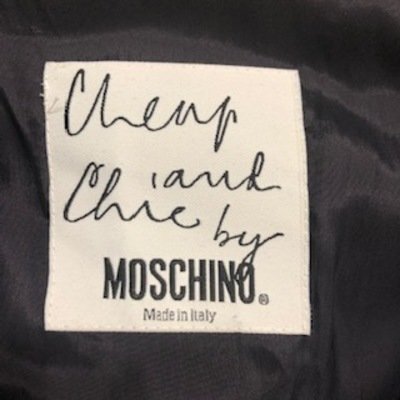 Cheap
and
Chic by
MOSCHINO®
Made in Italy